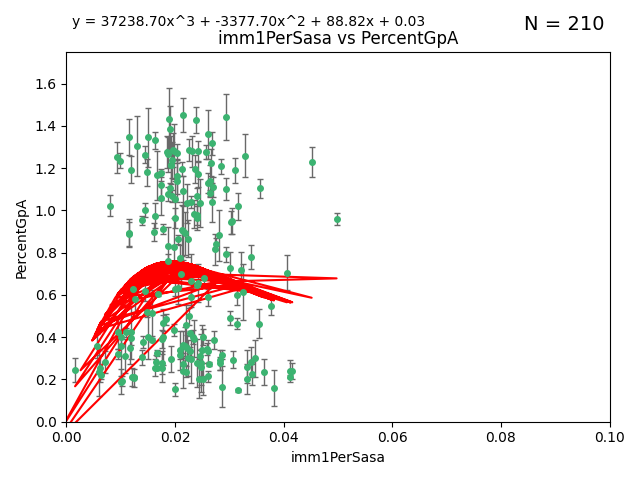 y = 37238.70x^3 + -3377.70x^2 + 88.82x + 0.03
N = 210
imm1PerSasa vs PercentGpA
PercentGpA
1.6
1.4
1.2
1.0
0.8
0.6
0.4
0.2
0.0
0.00 0.02 0.04 0.06 0.08 0.10
imm1PerSasa